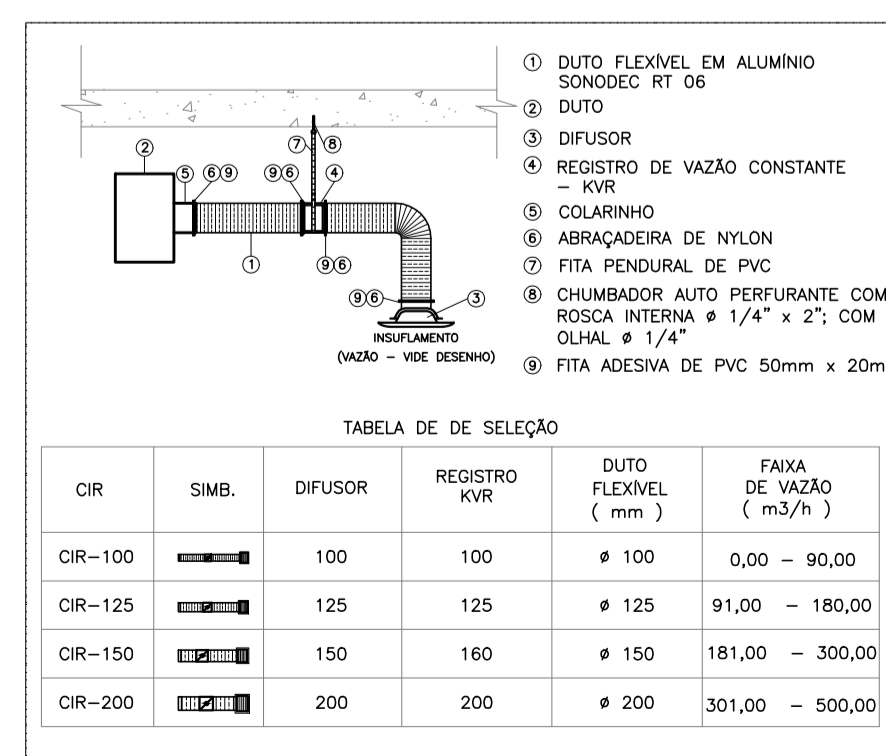 ① DUTO FLEXÍVEL EM ALUMÍNIO
SONODEC RT 06
② DUTO
③ DIFUSOR
④ REGISTRO DE VAZÃO CONSTANTE
– KVR
⑤ COLARINHO
⑥ ABRAÇADEIRA DE NYLON
⑦ FITA PENDURAL DE PVC
⑧ CHUMBADOR AUTO PERFURANTE COM
ROSCA INTERNA ø 1/4" x 2"; COM
OLHAL ø 1/4"
⑨ FITA ADESIVA DE PVC 50mm x 20m
②
⑤ ⑥⑨ ⑨⑥ ⑦ ⑧ ④
① ⑨⑥
⑨⑥ ③
INSUFLAMENTO
(VAZÃO – VIDE DESENHO)
TABELA DE DE SELEÇÃO
CIR SIMB. DIFUSOR REGISTRO KVR DUTO FLEXÍVEL ( mm ) FAIXA DE VAZÃO ( m3/h )
CIR–100 100 100 ø 100 0,00 – 90,00
CIR–125 125 125 ø 125 91,00 – 180,00
CIR–150 150 160 ø 150 181,00 – 300,00
CIR–200 200 200 ø 200 301,00 – 500,00